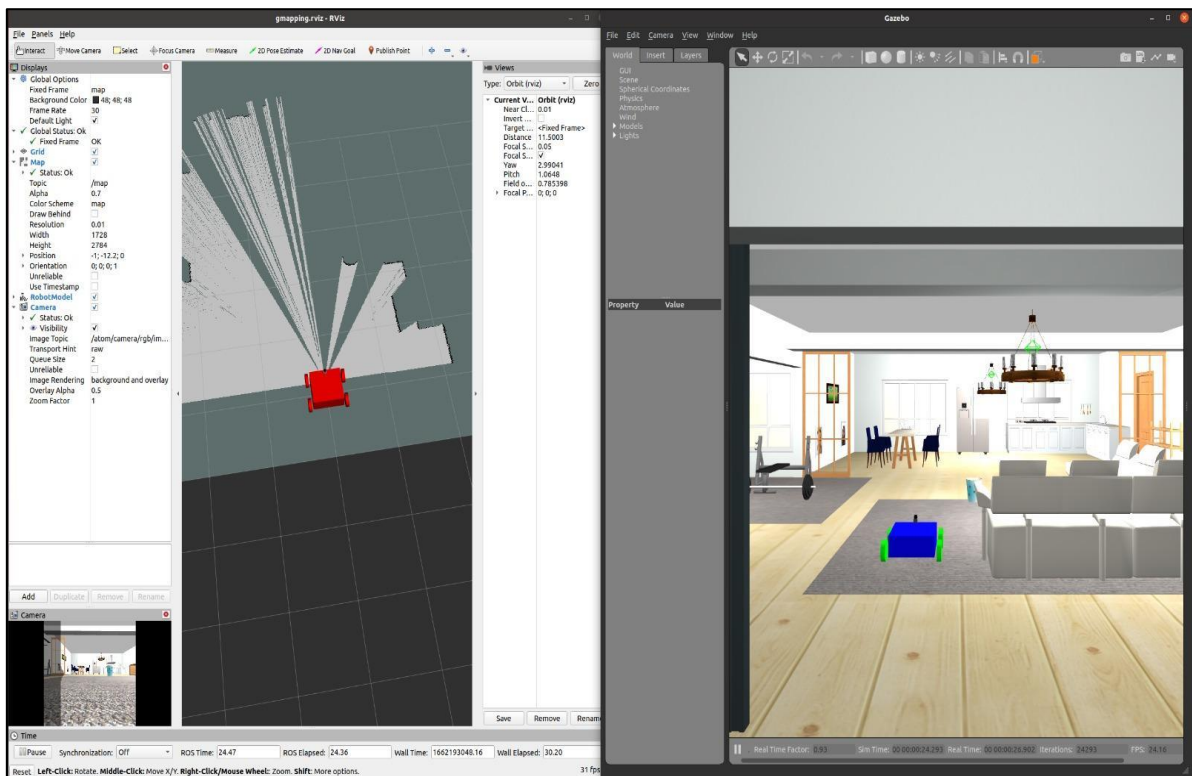 gmapping.rviz - RViz
File Panels Help
Interact Move Camera Select Focus Camera Measure 2D Pose Estimate 2D Nav Goal Publish Point
Displays
Global Options
Fixed Frame map
Background Color 48; 48; 48
Frame Rate 30
Default Light
Global Status: Ok
Fixed Frame OK
Grid
Map
Status: Ok
Topic /map
Alpha 0.7
Color Scheme map
Draw Behind
Resolution 0.01
Width 1728
Height 2784
Position -1; -12.2; 0
Orientation 0; 0; 0; 1
Unreliable
Use Timestamp
RobotModel
Camera
Status: Ok
Visibility
Image Topic /atom/camera/rgb/im...
Transport Hint raw
Queue Size 2
Unreliable
Image Rendering background and overlay
Overlay Alpha 0.5
Zoom Factor 1
Add Duplicate Remove Rename
Camera
Views
Type: Orbit (rviz) Zero
Current V... Orbit (rviz)
Near Cl... 0.01
Invert ...
Target ... <Fixed Frame>
Distance 11.5003
Focal S... 0.05
Focal S...
Yaw 2.99041
Pitch 1.0648
Field o... 0.785398
Focal P... 0; 0; 0
Save Remove Rename
Time
Pause Synchronization: Off ROS Time: 24.47 ROS Elapsed: 24.36 Wall Time: 1662193048.16 Wall Elapsed: 30.20
Reset Left-Click: Rotate. Middle-Click: Move X/Y. Right-Click/Mouse Wheel: Zoom. Shift: More options. 31 fps
Gazebo
File Edit Camera View Window Help
World Insert Layers
GUI
Scene
Spherical Coordinates
Physics
Atmosphere
Wind
Models
Lights
Property Value
Real Time Factor: 0.93 Sim Time: 00 00:00:24.293 Real Time: 00 00:00:26.902 Iterations: 24293 FPS: 24.16